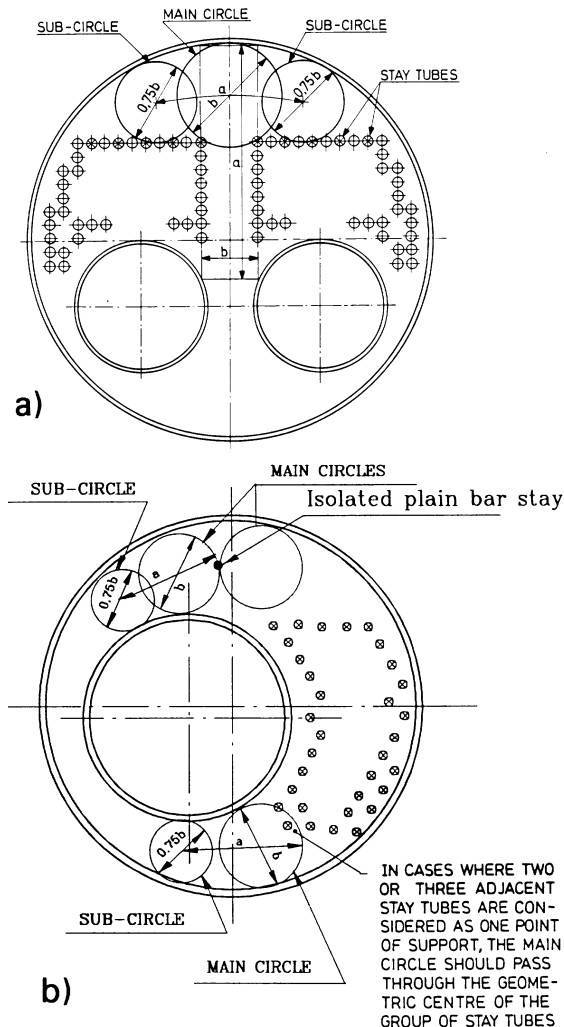 MAIN CIRCLE
SUB-CIRCLE
SUB-CIRCLE
STAY TUBES
0,75b
b
a
0,75b
a
b
a)
MAIN CIRCLES
SUB-CIRCLE
Isolated plain bar stay
0.75b
a
b
0.75b
a
b
SUB-CIRCLE
MAIN CIRCLE
IN CASES WHERE TWO
OR THREE ADJACENT
STAY TUBES ARE CON-
SIDERED AS ONE POINT
OF SUPPORT, THE MAIN
CIRCLE SHOULD PASS
THROUGH THE GEOME-
TRIC CENTRE OF THE
GROUP OF STAY TUBES
b)